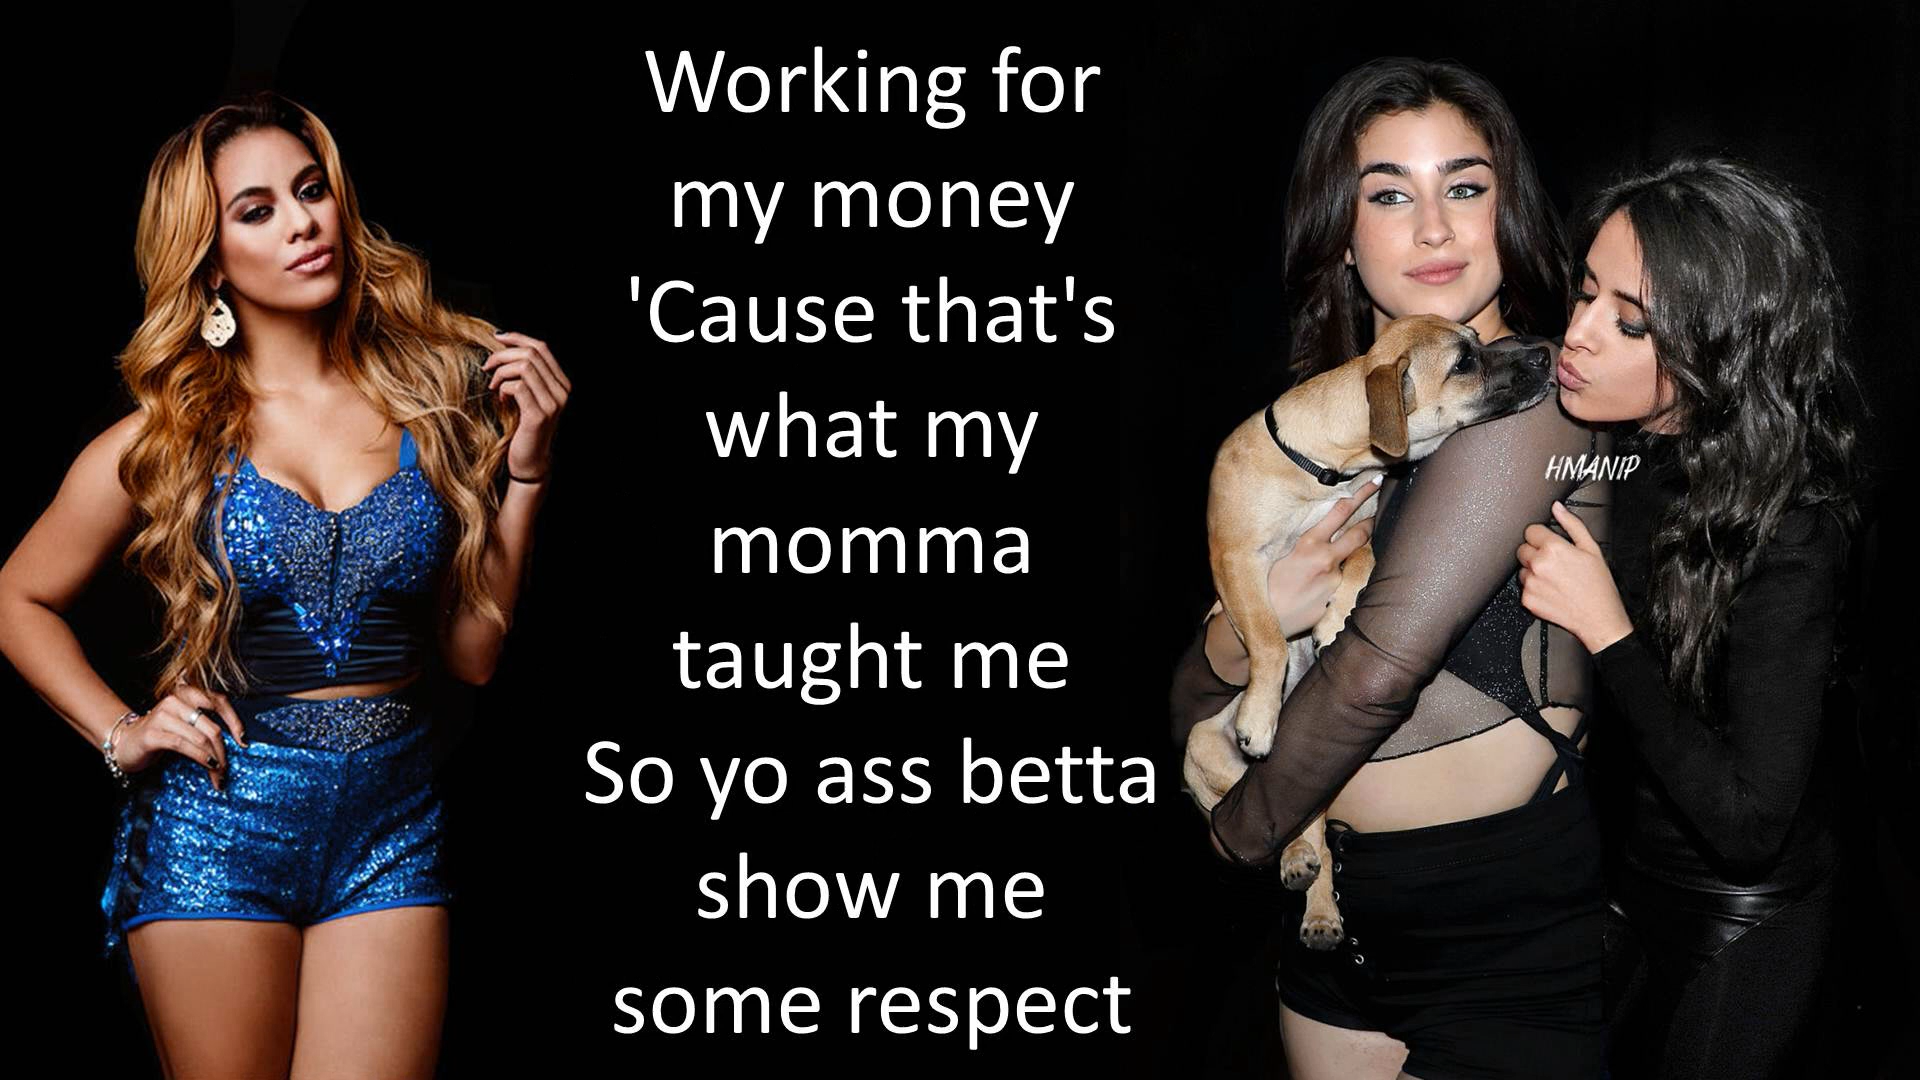 Working for
my money
'Cause that's
what my
momma
taught me
So yo ass betta
show me
some respect
HMANIP